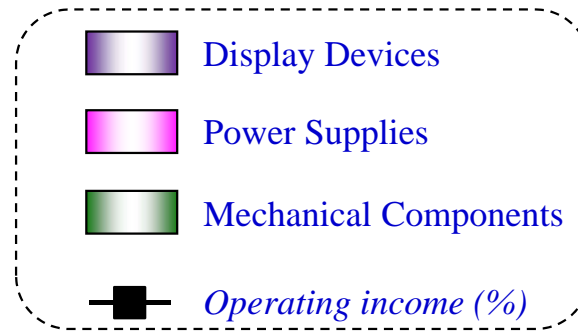 Display Devices
Power Supplies
Mechanical Components
Operating income (%)